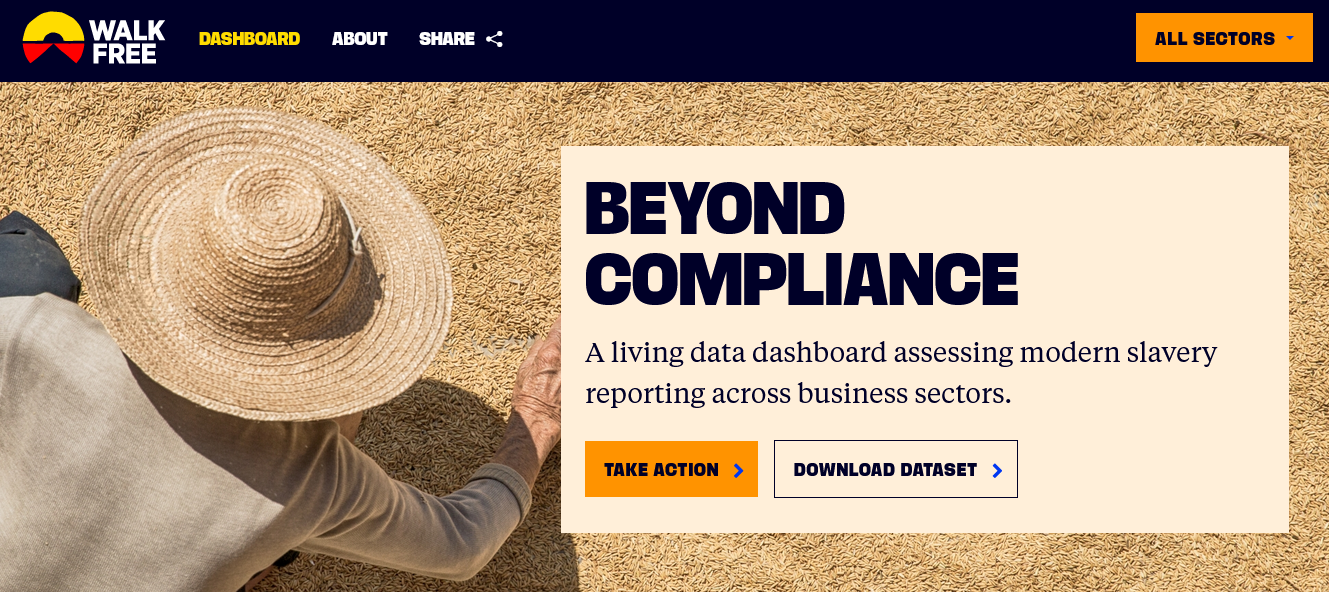 WALK
FREE
DASHBOARD
ABOUT
SHARE
ALL SECTORS
BEYOND
COMPLIANCE
A living data dashboard assessing modern slavery
reporting across business sectors.
TAKE ACTION
DOWNLOAD DATASET